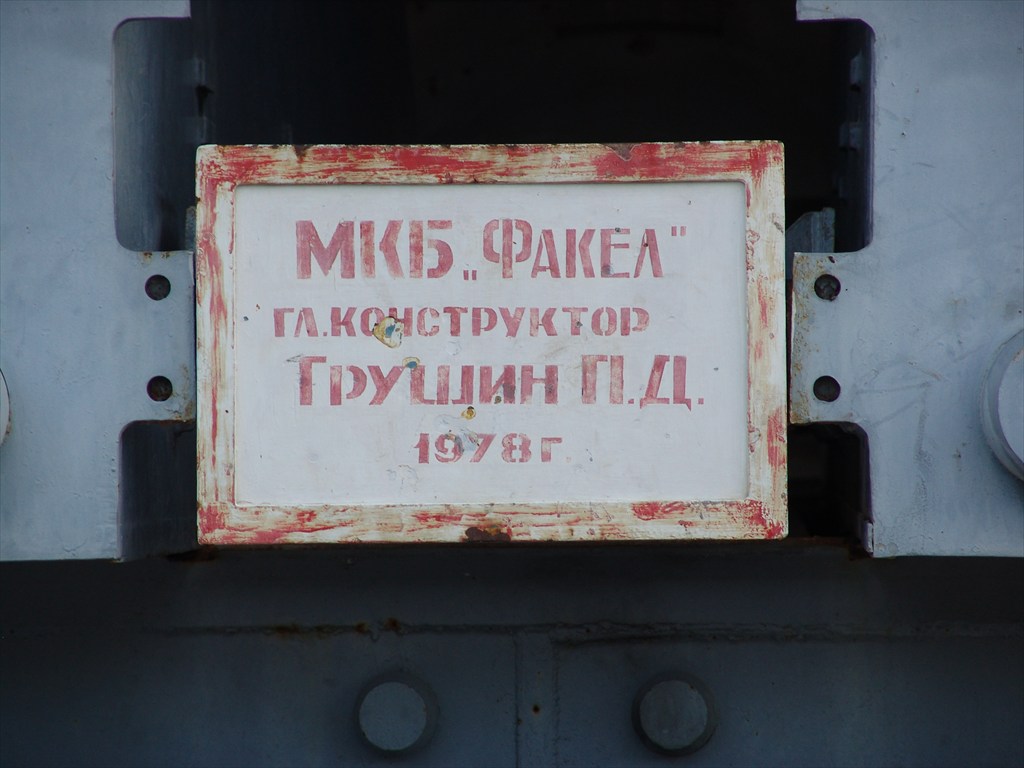 МКБ „Факел"
гл.конструктор
Грушин П.Д.
1978г.